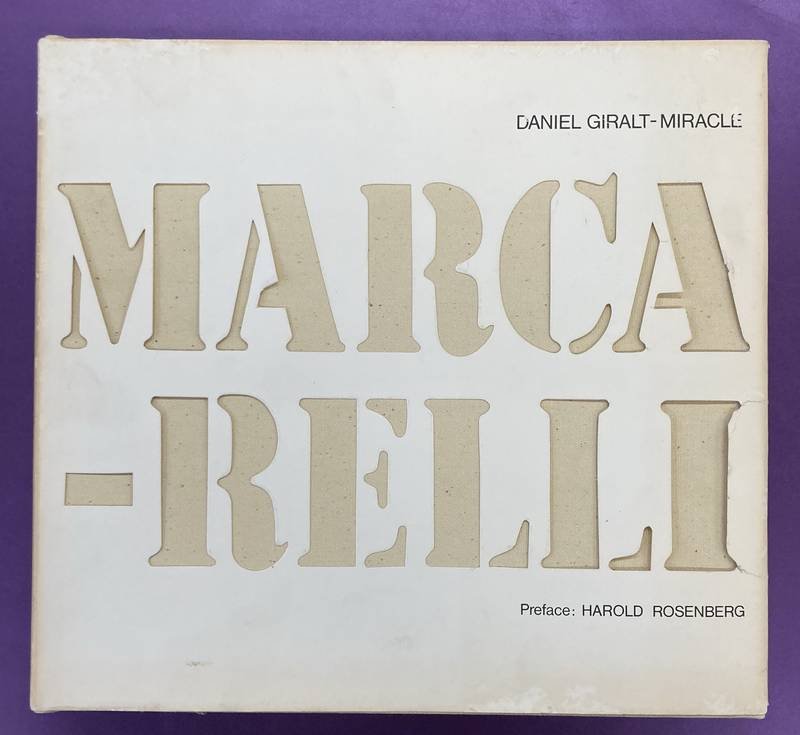 DANIEL GIRALT-MIRACLE
MARCA
-RELLI
Preface: HAROLD ROSENBERG